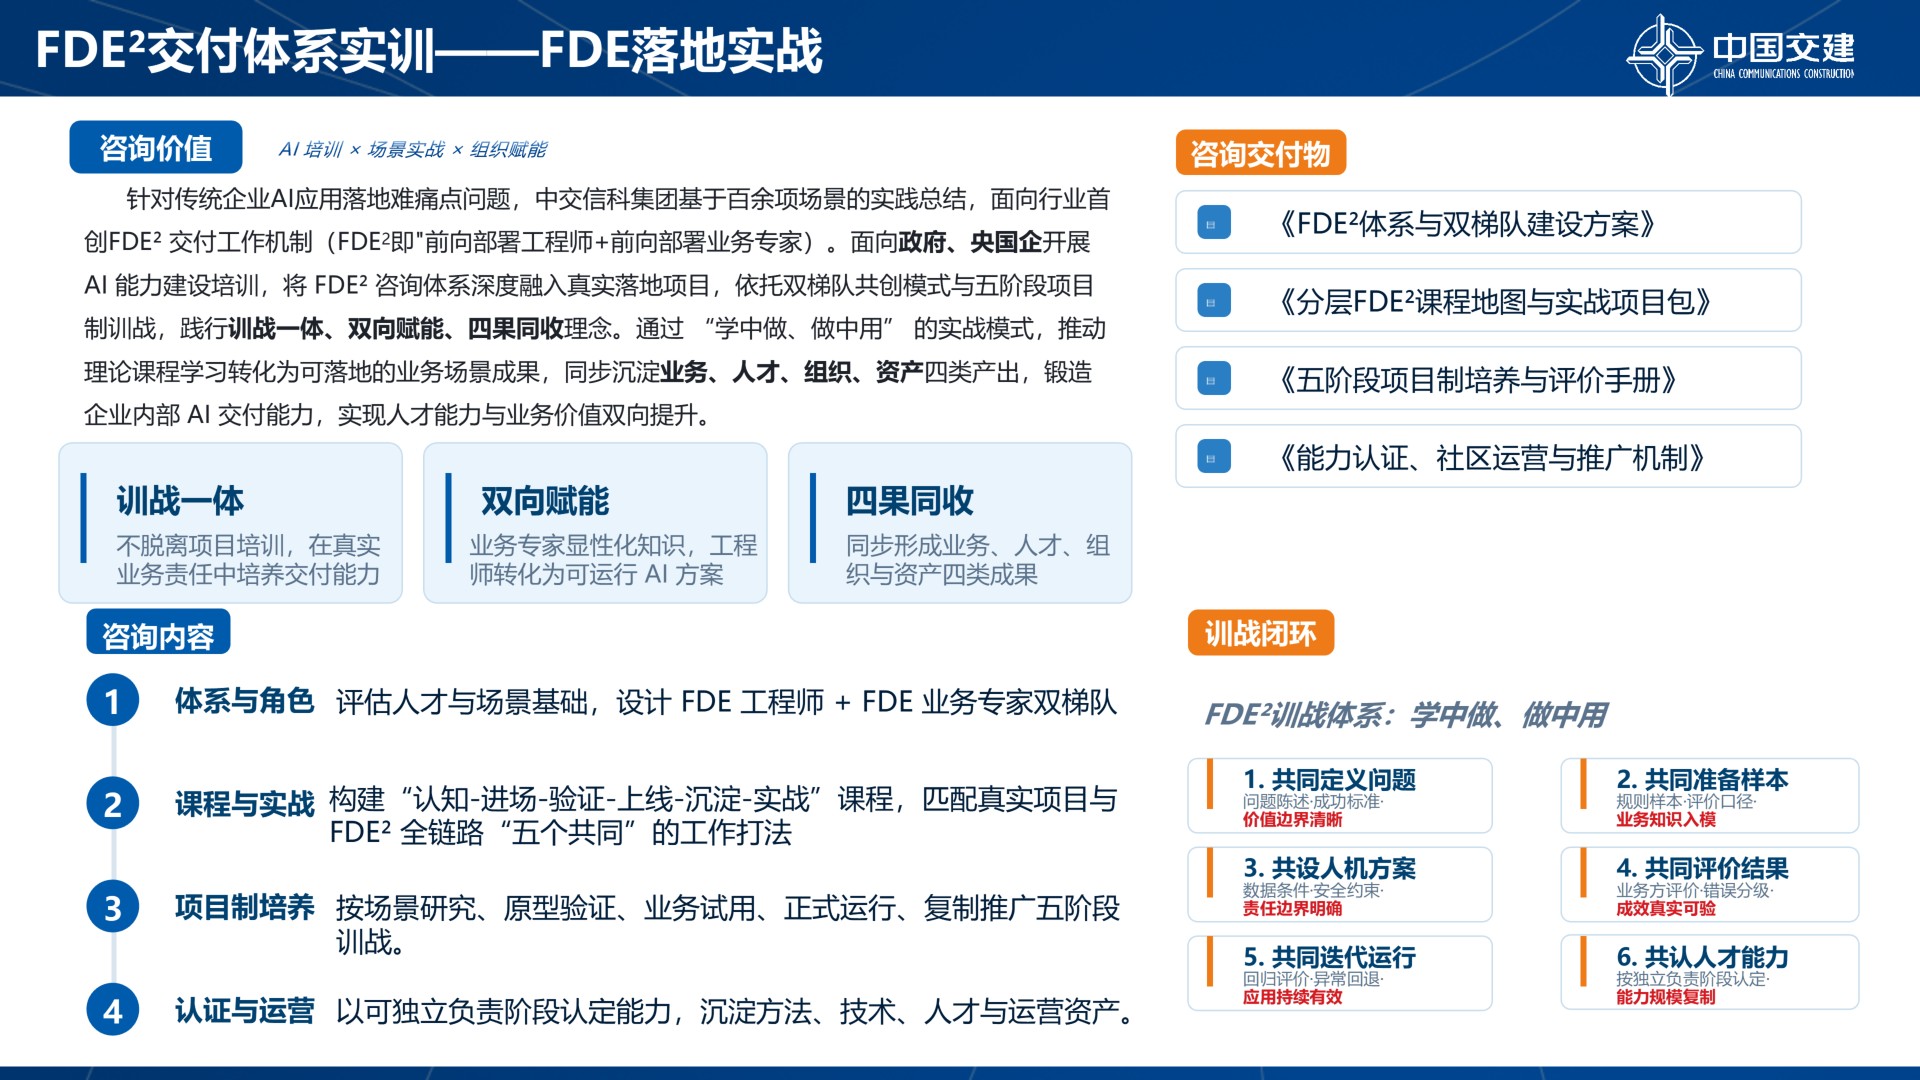 FDE²交付体系实训——FDE落地实战
中国交建
CHINA COMMUNICATIONS CONSTRUCTION
咨询价值
AI 培训 × 场景实战 × 组织赋能
针对传统企业AI应用落地难痛点问题，中交信科集团基于百余项场景的实践总结，面向行业首
创FDE² 交付工作机制（FDE²即"前向部署工程师+前向部署业务专家）。面向政府、央国企开展
AI 能力建设培训，将 FDE² 咨询体系深度融入真实落地项目，依托双梯队共创模式与五阶段项目
制训战，践行训战一体、双向赋能、四果同收理念。通过 “学中做、做中用” 的实战模式，推动
理论课程学习转化为可落地的业务场景成果，同步沉淀业务、人才、组织、资产四类产出，锻造
企业内部 AI 交付能力，实现人才能力与业务价值双向提升。
训战一体
不脱离项目培训，在真实
业务责任中培养交付能力
双向赋能
业务专家显性化知识，工程
师转化为可运行 AI 方案
四果同收
同步形成业务、人才、组
织与资产四类成果
咨询内容
1
体系与角色 评估人才与场景基础，设计 FDE 工程师 + FDE 业务专家双梯队
2
课程与实战 构建“认知-进场-验证-上线-沉淀-实战”课程，匹配真实项目与
FDE² 全链路“五个共同”的工作打法
3
项目制培养 按场景研究、原型验证、业务试用、正式运行、复制推广五阶段
训战。
4
认证与运营 以可独立负责阶段认定能力，沉淀方法、技术、人才与运营资产。
咨询交付物
《FDE²体系与双梯队建设方案》
《分层FDE²课程地图与实战项目包》
《五阶段项目制培养与评价手册》
《能力认证、社区运营与推广机制》
训战闭环
FDE²训战体系：学中做、做中用
1. 共同定义问题
问题陈述·成功标准·
价值边界清晰
2. 共同准备样本
规则样本·评价口径·
业务知识入模
3. 共设人机方案
数据条件·安全约束·
责任边界明确
4. 共同评价结果
业务方评价·错误分级·
成效真实可验
5. 共同迭代运行
回归评价·异常回退·
应用持续有效
6. 共认人才能力
按独立负责阶段认定·
能力规模复制